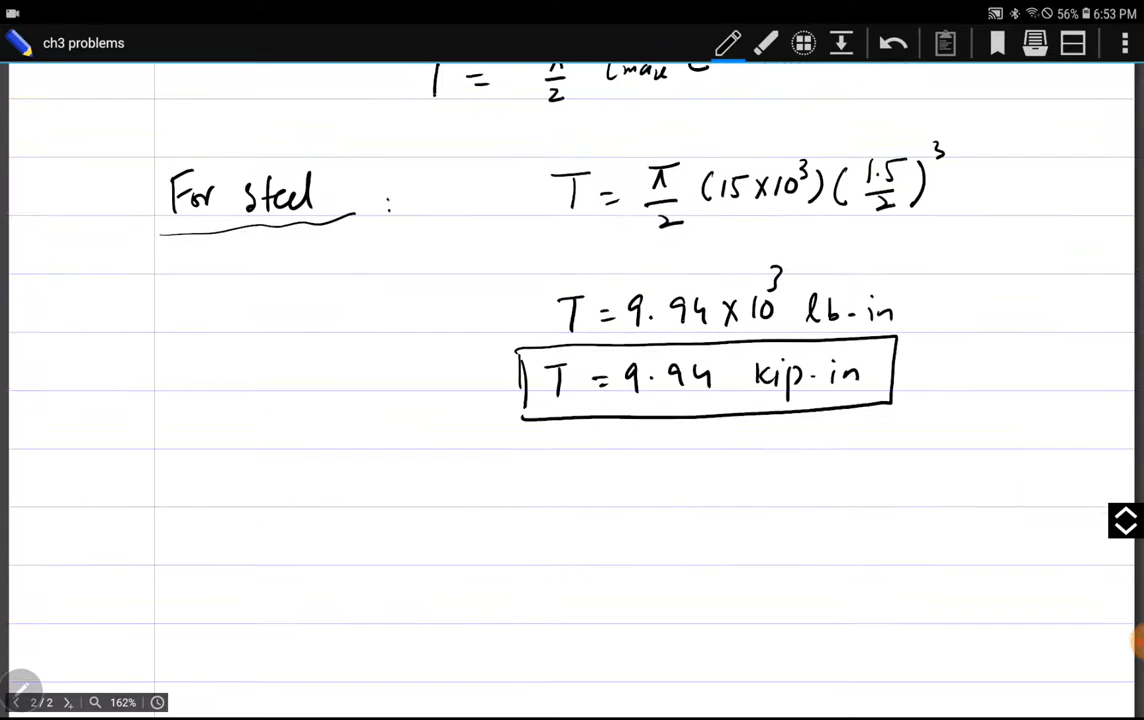 56% 6:53 PM
ch3 problems
T = π/2 τmax C
For steel : T = π/2 (15×10³)(1.5/2)³
T = 9.94×10³ lb-in
T = 9.94 kip-in
2/2 162%